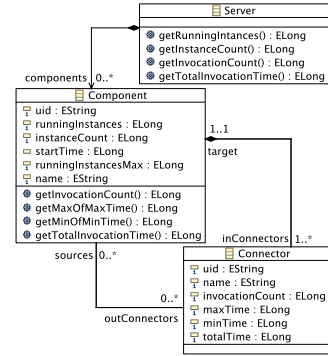 Server
getRunningIntances() : ELong
getInstanceCount() : ELong
getInvocationCount() : ELong
getTotalInvocationTime() : ELong
components 0..*
Component
uid : EString
runningInstances : ELong
instanceCount : ELong
startTime : ELong
runningInstancesMax : ELong
name : EString
getInvocationCount() : ELong
getMaxOfMaxTime() : ELong
getMinOfMinTime() : ELong
getTotalInvocationTime() : ELong
1..1
target
inConnectors 1..*
sources 0..*
0..*
outConnectors
Connector
uid : EString
name : EString
invocationCount : ELong
maxTime : ELong
minTime : ELong
totalTime : ELong